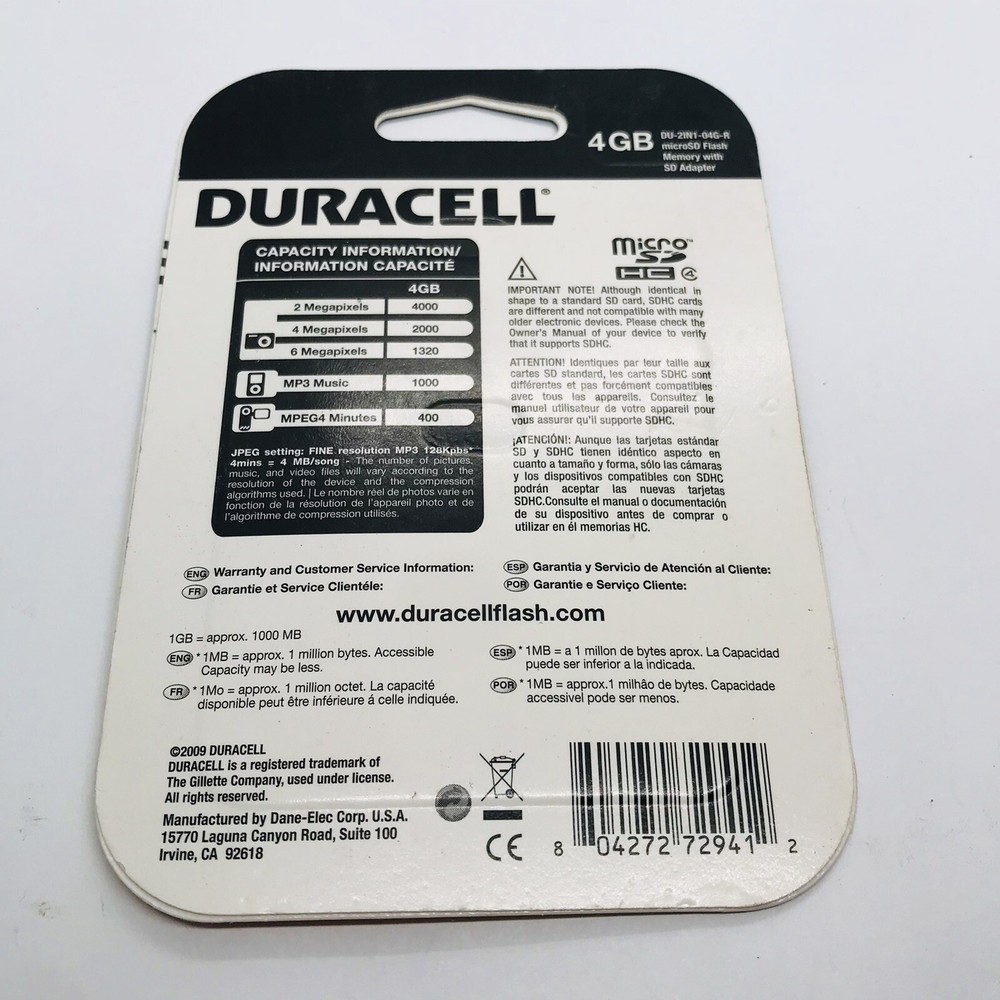 4GB
DU-2IN1-04G-R
microSD Flash
Memory with
SD Adapter
DURACELL®
CAPACITY INFORMATION/
INFORMATION CAPACITÉ
4GB
2 Megapixels 4000
4 Megapixels 2000
6 Megapixels 1320
MP3 Music 1000
MPEG4 Minutes 400
JPEG setting: FINE resolution MP3 128Kpbs*
4mins = 4 MB/song - The number of pictures,
music, and video files will vary according to the
resolution of the device and the compression
algorithms used. | Le nombre réel de photos varie en
fonction de la résolution de l'appareil photo et de
l'algorithme de compression utilisés.
micro™
SD
HC 4
IMPORTANT NOTE! Although identical in
shape to a standard SD card, SDHC cards
are different and not compatible with many
older electronic devices. Please check the
Owner's Manual of your device to verify
that it supports SDHC.
ATTENTION! Identiques par leur taille aux
cartes SD standard, les cartes SDHC sont
différentes et pas forcément compatibles
avec tous les appareils. Consultez le
manuel utilisateur de votre appareil pour
vous assurer qu'il supporte SDHC.
¡ATENCIÓN!: Aunque las tarjetas estándar
SD y SDHC tienen idéntico aspecto en
cuanto a tamaño y forma, sólo las cámaras
y los dispositivos compatibles con SDHC
podrán aceptar las nuevas tarjetas
SDHC.Consulte el manual o documentación
de su dispositivo antes de comprar o
utilizar en él memorias HC.
ENG Warranty and Customer Service Information:
FR Garantie et Service Clientéle:
ESP Garantia y Servicio de Atención al Cliente:
POR Garantie e Serviço Cliente:
www.duracellflash.com
1GB = approx. 1000 MB
ENG * 1MB = approx. 1 million bytes. Accessible
Capacity may be less.
FR * 1Mo = approx. 1 million octet. La capacité
disponible peut être inférieure á celle indiquée.
ESP * 1MB = a 1 millon de bytes aprox. La Capacidad
puede ser inferior a la indicada.
POR * 1MB = approx.1 milhão de bytes. Capacidade
accessivel pode ser menos.
©2009 DURACELL
DURACELL is a registered trademark of
The Gillette Company, used under license.
All rights reserved.
Manufactured by Dane-Elec Corp. U.S.A.
15770 Laguna Canyon Road, Suite 100
Irvine, CA 92618
CE
8 04272 72941 2